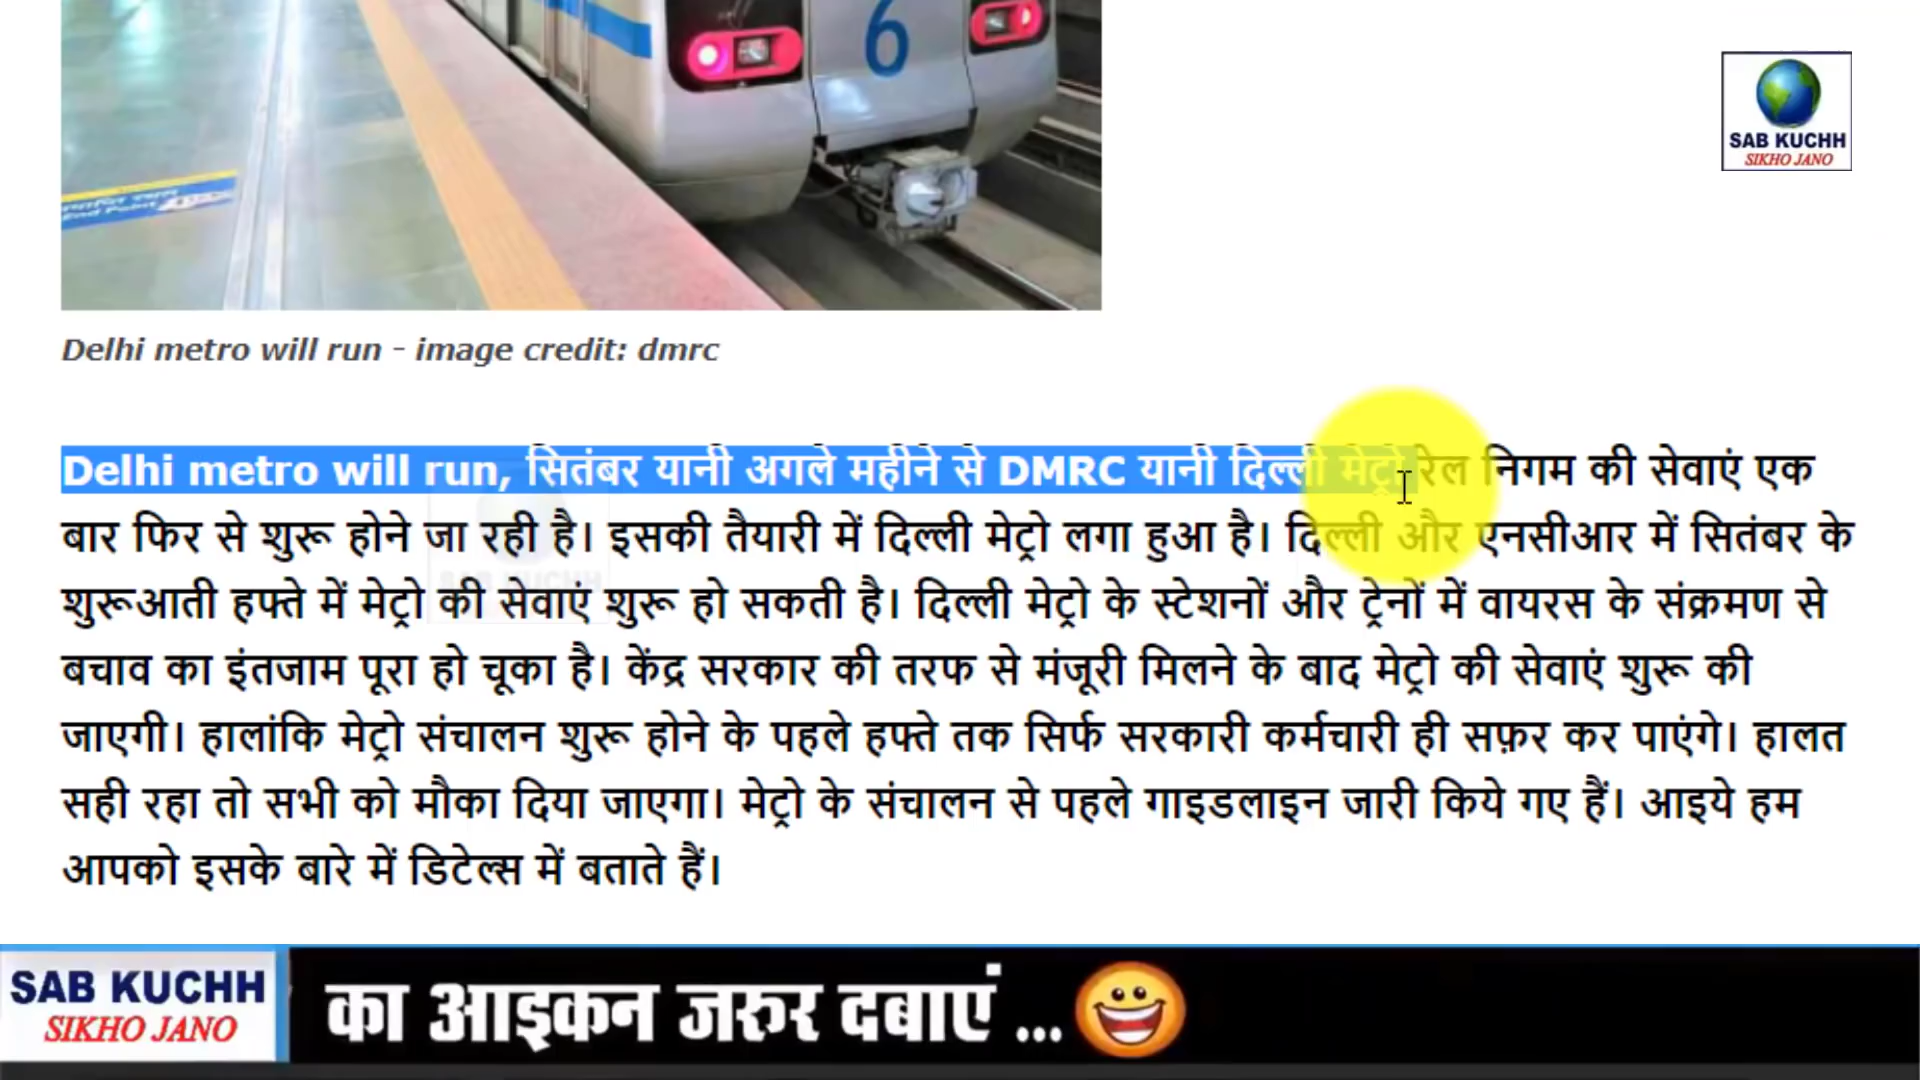 6
SAB KUCHH
SIKHO JANO
End Point
Delhi metro will run - image credit: dmrc
Delhi metro will run, सितंबर यानी अगले महीने से DMRC यानी दिल्ली मेट्रो रेल निगम की सेवाएं एक
बार फिर से शुरू होने जा रही है। इसकी तैयारी में दिल्ली मेट्रो लगा हुआ है। दिल्ली और एनसीआर में सितंबर के
शुरूआती हफ्ते में मेट्रो की सेवाएं शुरू हो सकती है। दिल्ली मेट्रो के स्टेशनों और ट्रेनों में वायरस के संक्रमण से
बचाव का इंतजाम पूरा हो चूका है। केंद्र सरकार की तरफ से मंजूरी मिलने के बाद मेट्रो की सेवाएं शुरू की
जाएगी। हालांकि मेट्रो संचालन शुरू होने के पहले हफ्ते तक सिर्फ सरकारी कर्मचारी ही सफ़र कर पाएंगे। हालत
सही रहा तो सभी को मौका दिया जाएगा। मेट्रो के संचालन से पहले गाइडलाइन जारी किये गए हैं। आइये हम
आपको इसके बारे में डिटेल्स में बताते हैं।
SAB KUCHH
SIKHO JANO
का आइकन जरुर दबाएं ...